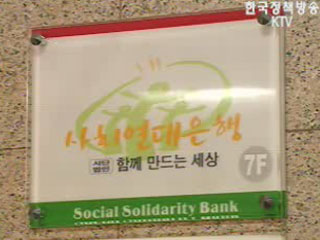 한국정책방송
KTV
사회연대은행
사단
법인 함께 만드는 세상
7F
Social Solidarity Bank